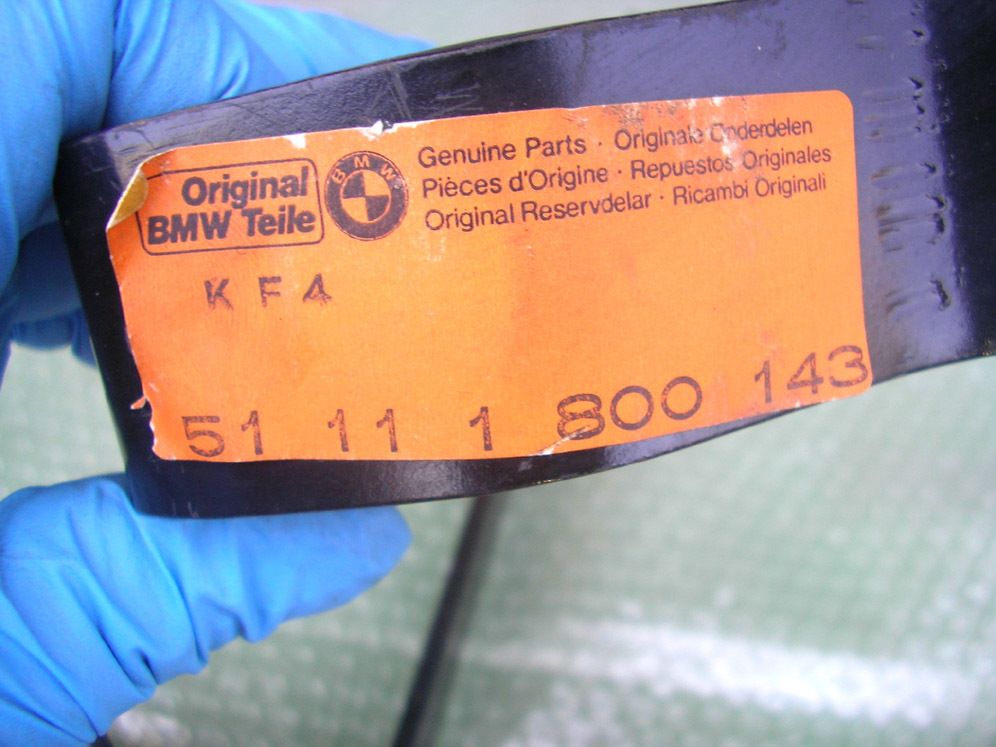 Original
BMW Teile
BMW
Genuine Parts · Originale Onderdelen
Pièces d'Origine · Repuestos Originales
Original Reservdelar · Ricambi Originali
K F 4
51 11 1 800 143